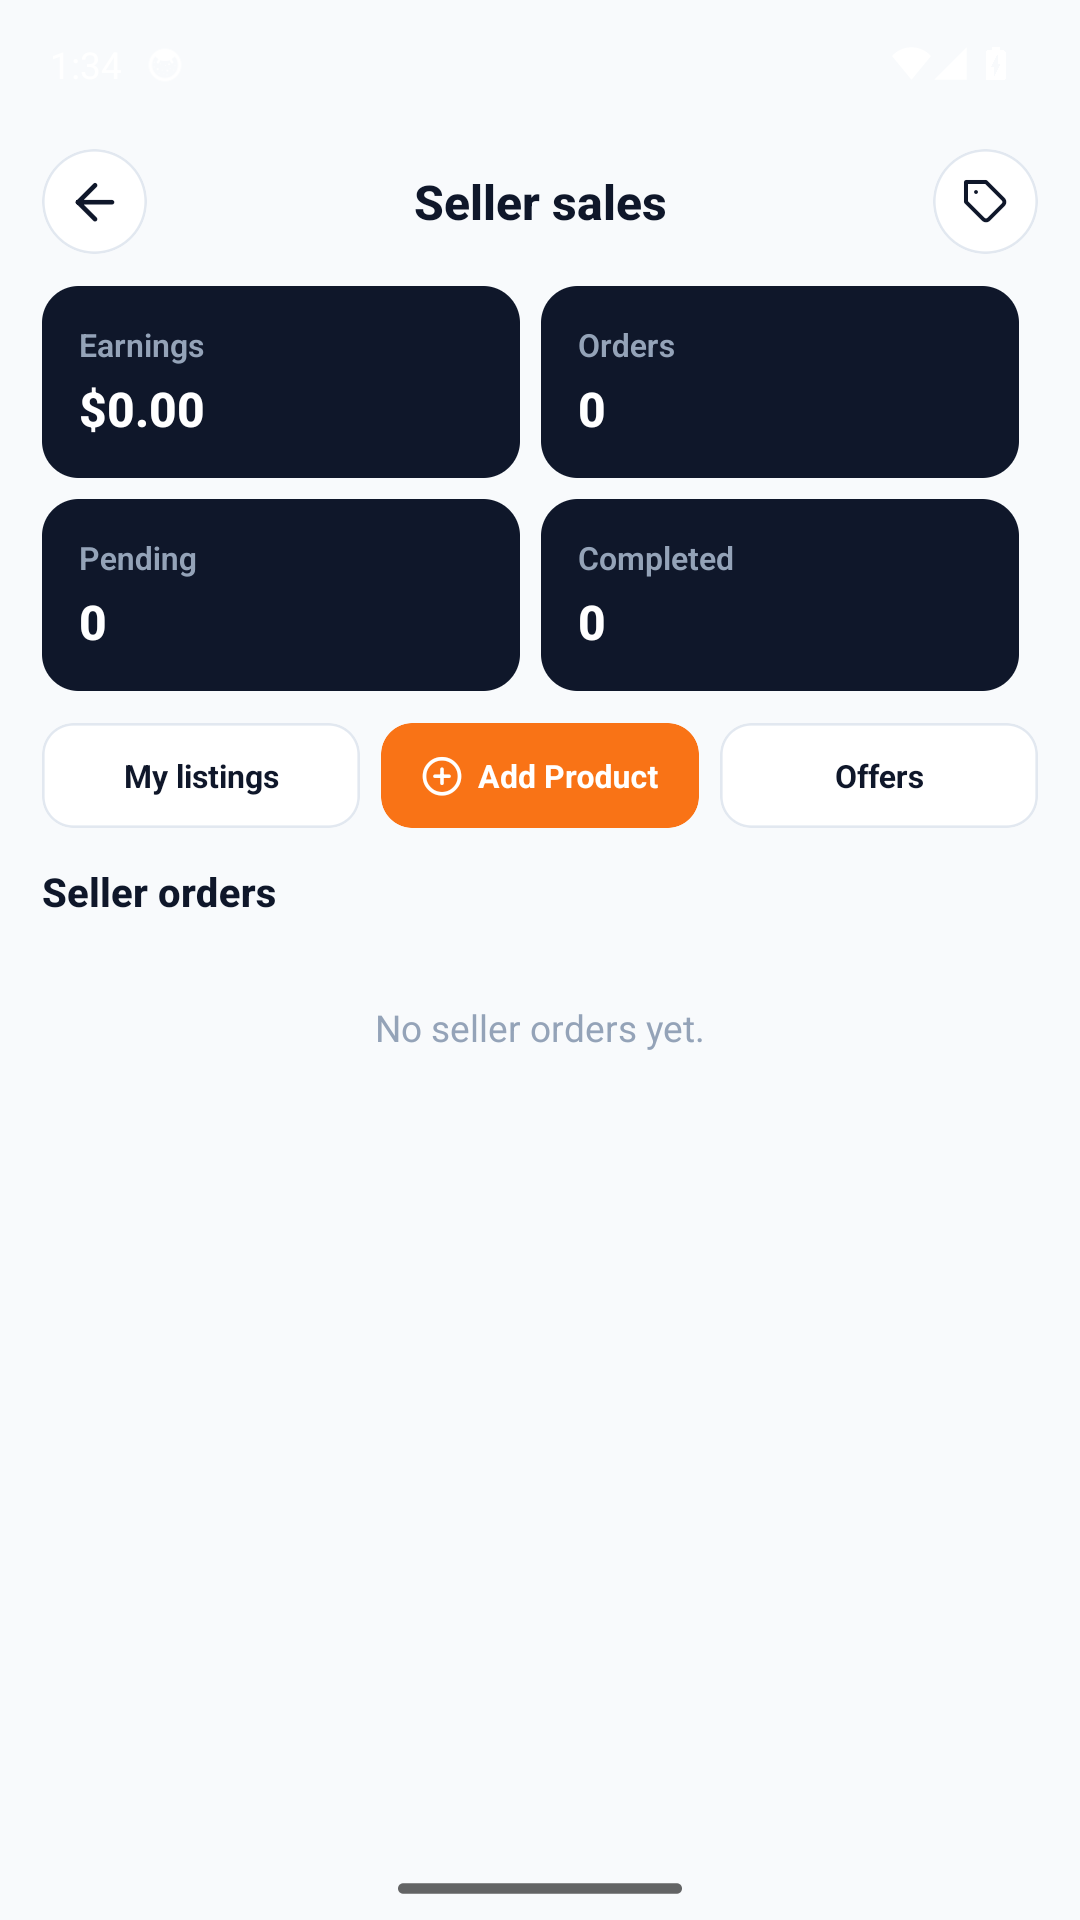 1:34
Seller sales
Earnings
$0.00
Orders
0
Pending
0
Completed
0
My listings
Add Product
Offers
Seller orders
No seller orders yet.